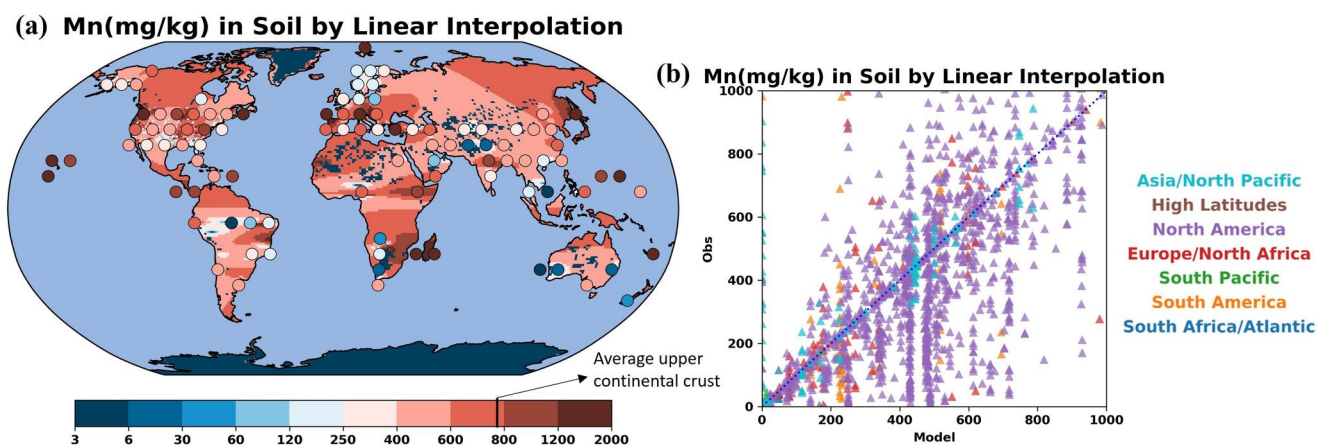 (a) Mn(mg/kg) in Soil by Linear Interpolation
Average upper
continental crust
3 6 30 60 120 250 400 600 800 1200 2000
(b) Mn(mg/kg) in Soil by Linear Interpolation
1000
800
600
400
200
0
Obs
0 200 400 600 800 1000
Model
Asia/North Pacific
High Latitudes
North America
Europe/North Africa
South Pacific
South America
South Africa/Atlantic